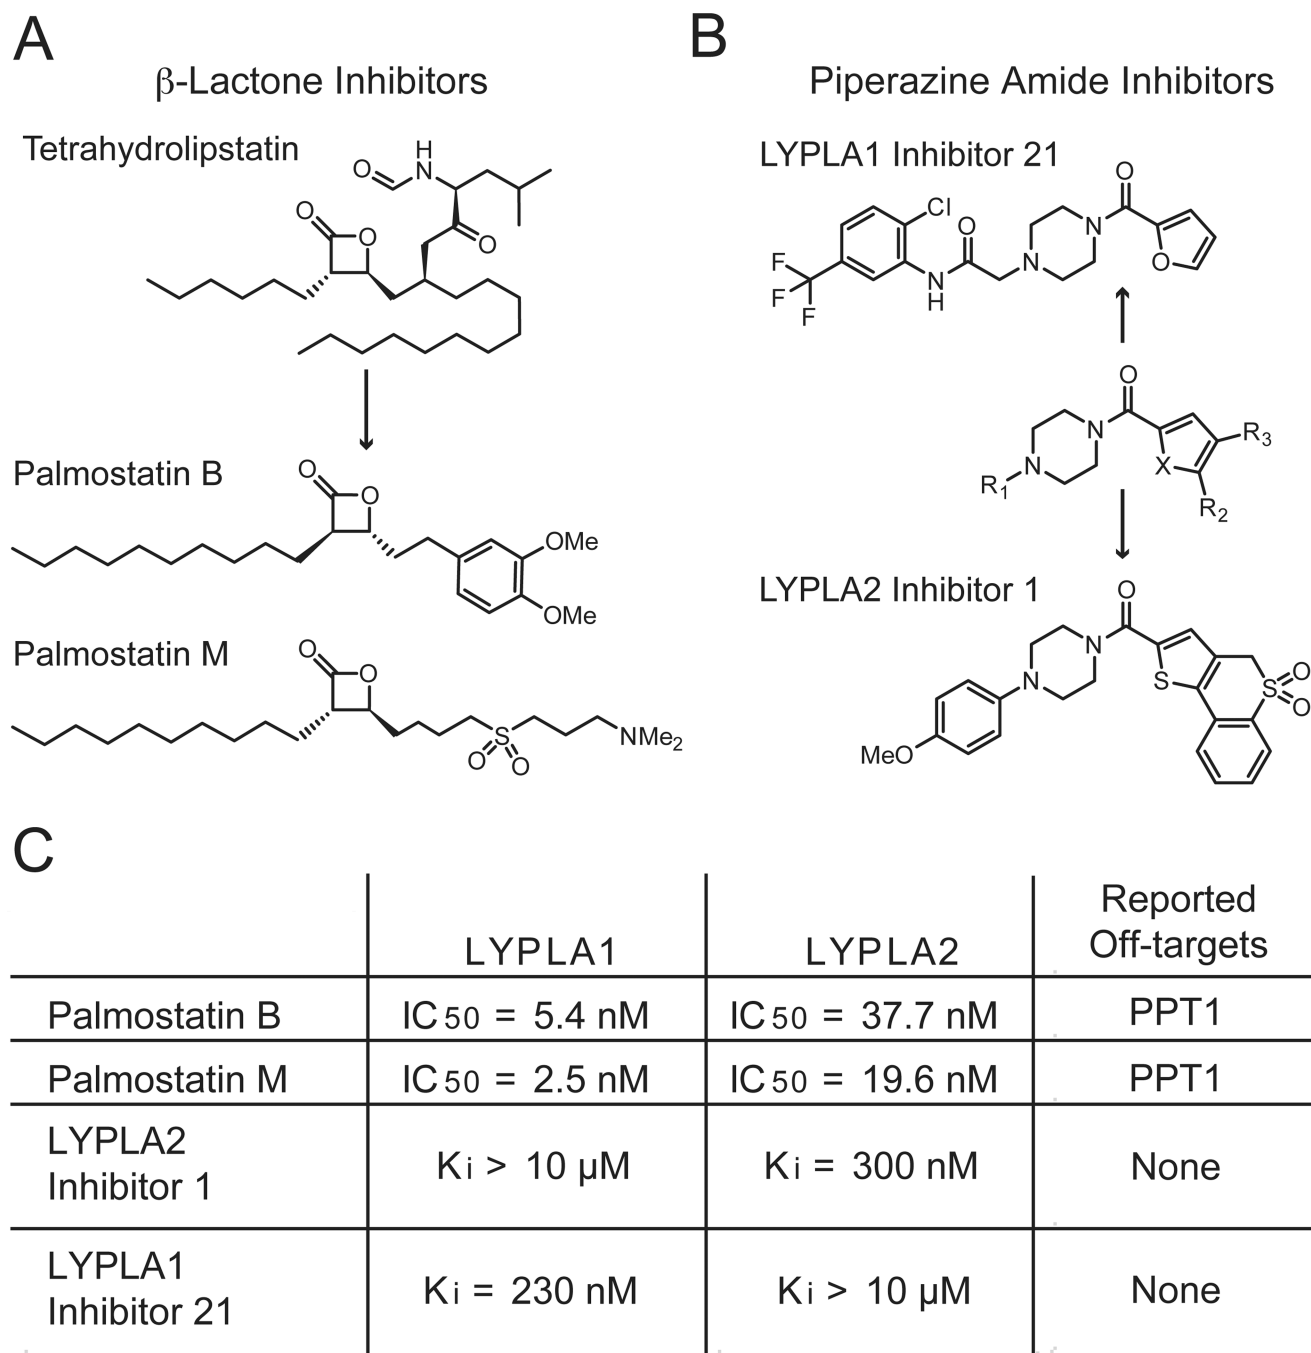 A
β-Lactone Inhibitors
Tetrahydrolipstatin
O
H
N
O
O
O
Palmostatin B
O
O
OMe
OMe
Palmostatin M
O
O
S
O
O
NMe2
B
Piperazine Amide Inhibitors
LYPLA1 Inhibitor 21
O
Cl
O
N
F
F
F
N
H
N
O
O
N
N
R1
X
R3
R2
LYPLA2 Inhibitor 1
O
N
N
S
S
O
O
MeO
C
LYPLA1
LYPLA2
Reported
Off-targets
Palmostatin B
IC50 = 5.4 nM
IC50 = 37.7 nM
PPT1
Palmostatin M
IC50 = 2.5 nM
IC50 = 19.6 nM
PPT1
LYPLA2
Inhibitor 1
Ki > 10 µM
Ki = 300 nM
None
LYPLA1
Inhibitor 21
Ki = 230 nM
Ki > 10 µM
None